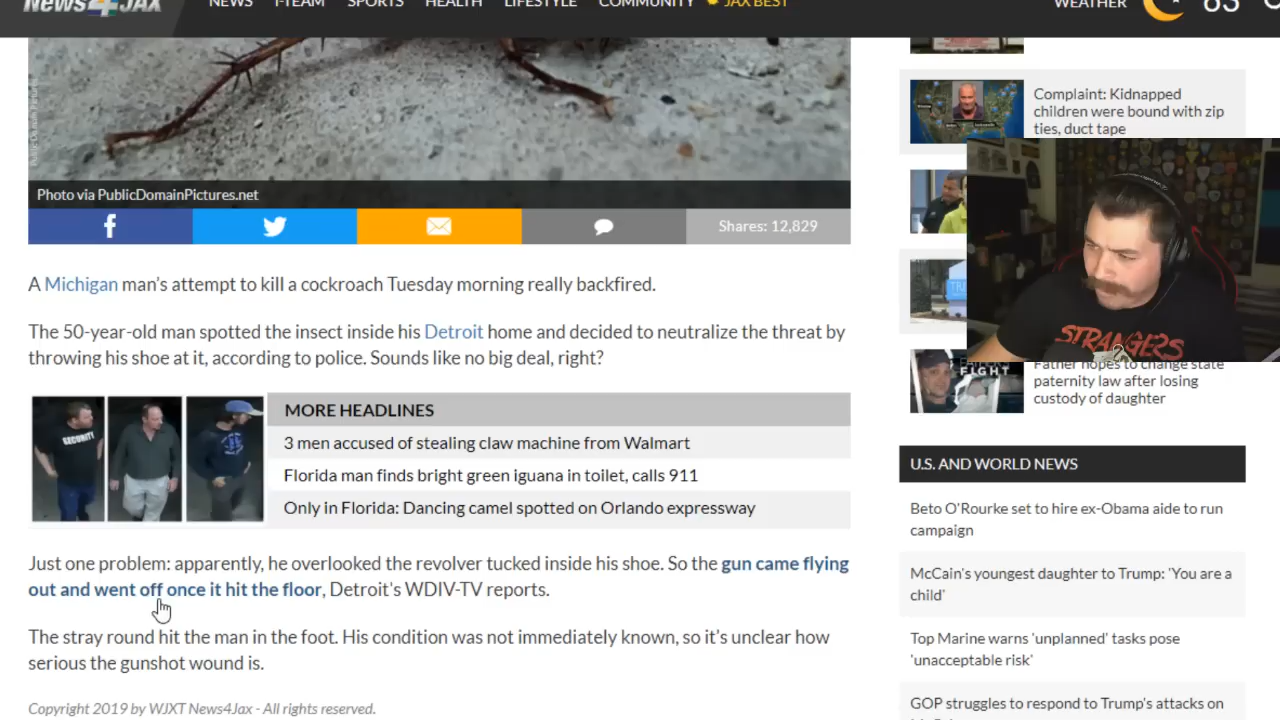 News4JAX
NEWS I-TEAM SPORTS HEALTH LIFESTYLE COMMUNITY JAX BEST WEATHER 83
Photo via PublicDomainPictures.net
Shares: 12,829
A Michigan man's attempt to kill a cockroach Tuesday morning really backfired.
The 50-year-old man spotted the insect inside his Detroit home and decided to neutralize the threat by
throwing his shoe at it, according to police. Sounds like no big deal, right?
MORE HEADLINES
3 men accused of stealing claw machine from Walmart
Florida man finds bright green iguana in toilet, calls 911
Only in Florida: Dancing camel spotted on Orlando expressway
SECURITY
Just one problem: apparently, he overlooked the revolver tucked inside his shoe. So the gun came flying
out and went off once it hit the floor, Detroit's WDIV-TV reports.
The stray round hit the man in the foot. His condition was not immediately known, so it's unclear how
serious the gunshot wound is.
Copyright 2019 by WJXT News4Jax - All rights reserved.
Complaint: Kidnapped
children were bound with zip
ties, duct tape
STRANGERS
FIGHT
Father hopes to change state
paternity law after losing
custody of daughter
U.S. AND WORLD NEWS
Beto O'Rourke set to hire ex-Obama aide to run
campaign
McCain's youngest daughter to Trump: 'You are a
child'
Top Marine warns 'unplanned' tasks pose
'unacceptable risk'
GOP struggles to respond to Trump's attacks on